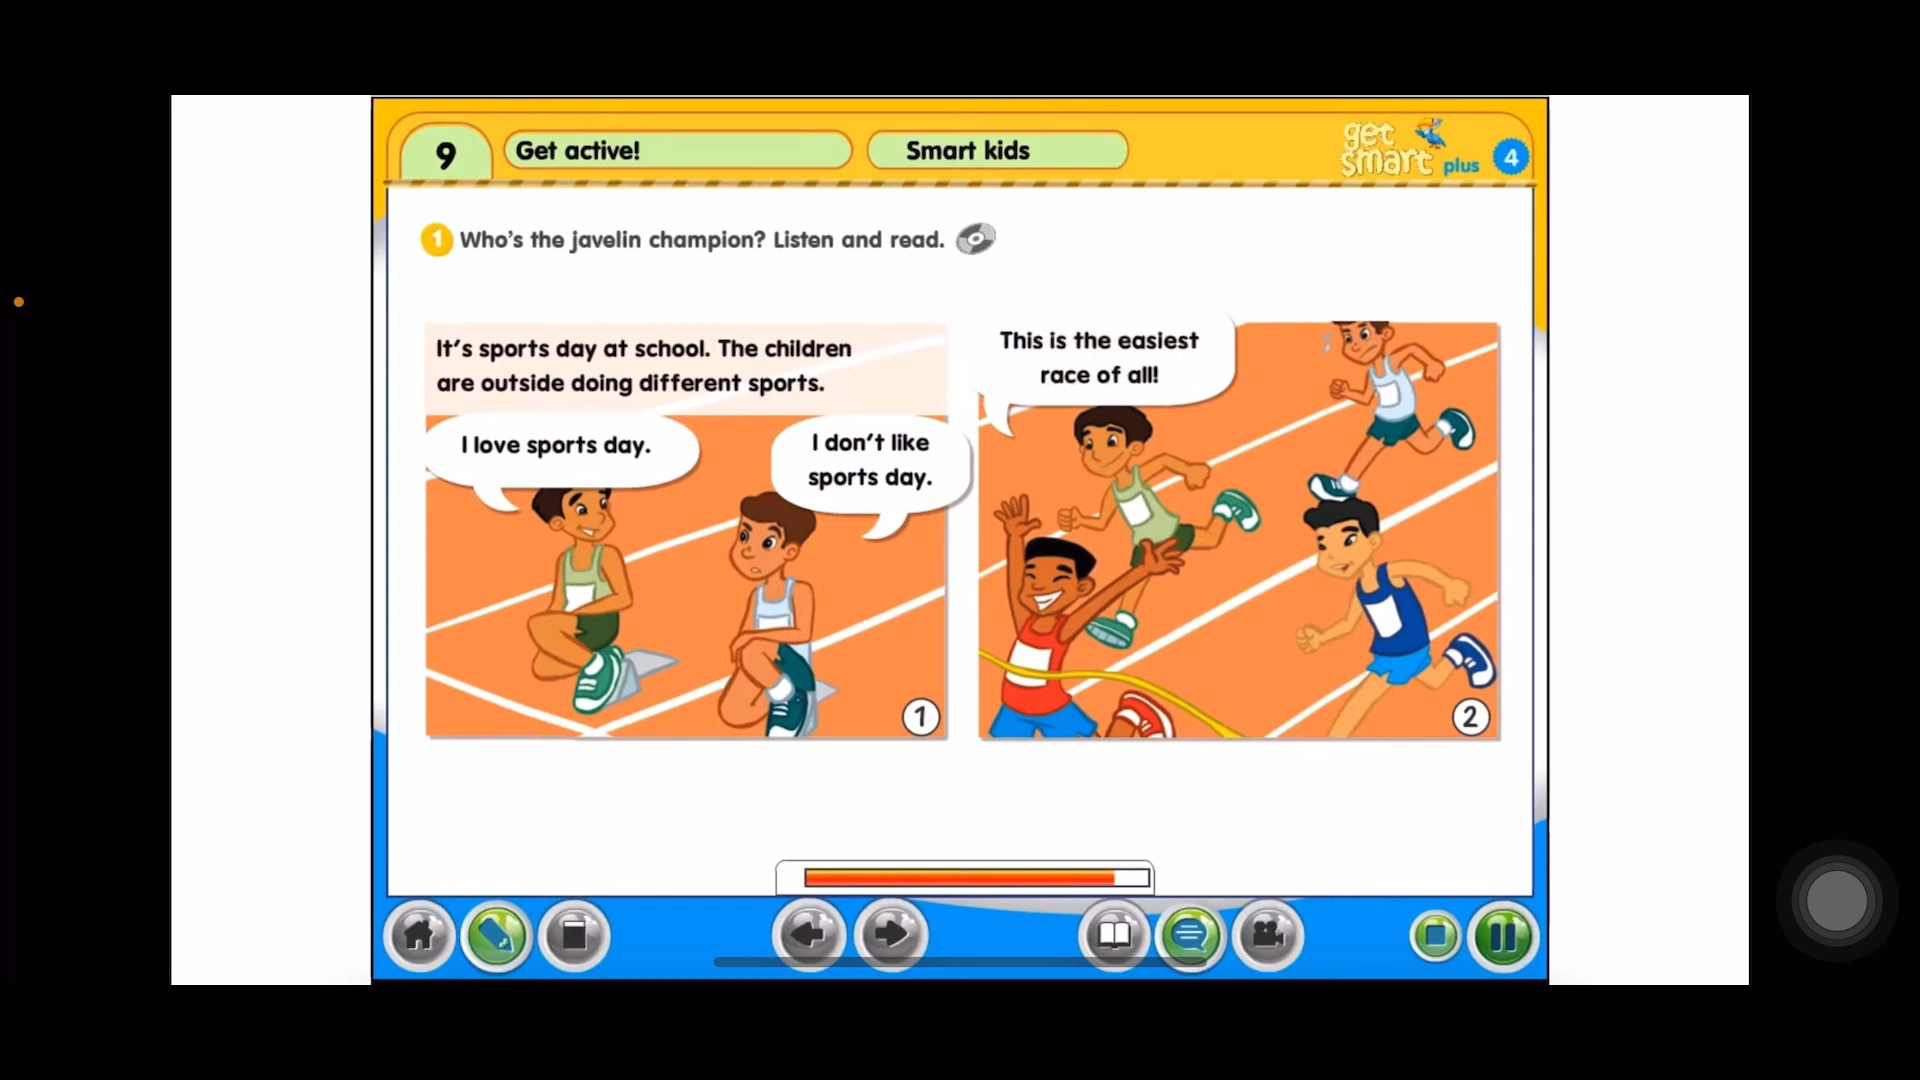 9
Get active!
Smart kids
get
smart plus 4
1 Who's the javelin champion? Listen and read.
It's sports day at school. The children
are outside doing different sports.
I love sports day.
I don't like
sports day.
1
This is the easiest
race of all!
2